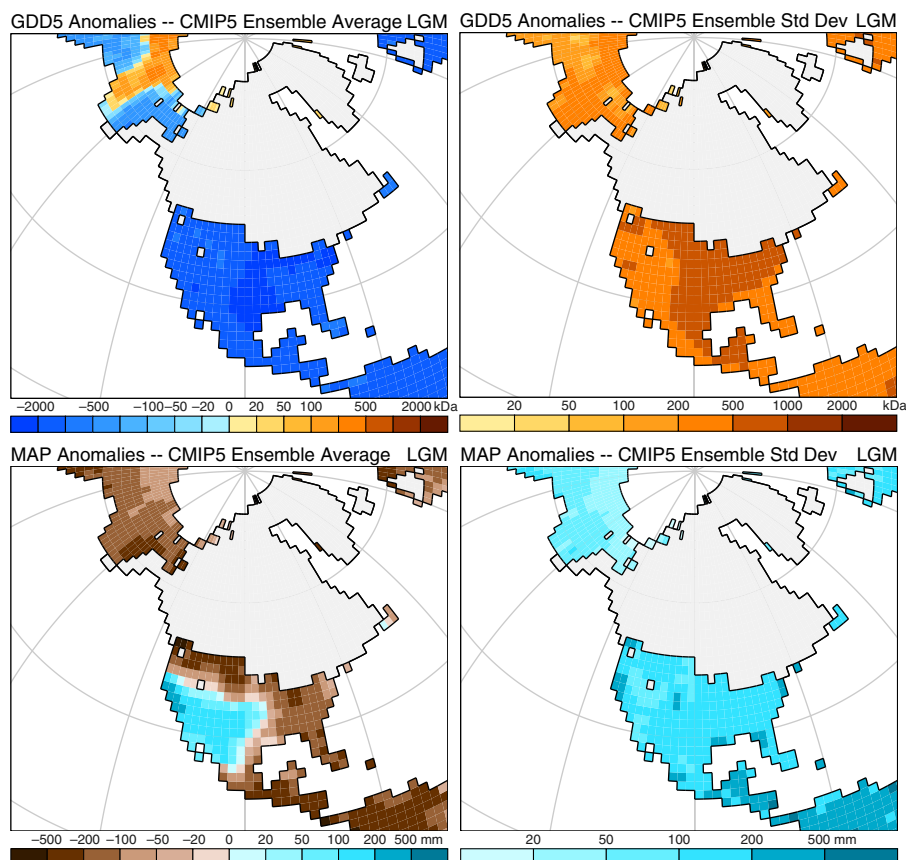 GDD5 Anomalies -- CMIP5 Ensemble Average LGM
GDD5 Anomalies -- CMIP5 Ensemble Std Dev LGM
−2000 −500 −100 −50 −20 0 20 50 100 500 2000 kDa
20 50 100 200 500 1000 2000 kDa
MAP Anomalies -- CMIP5 Ensemble Average LGM
MAP Anomalies -- CMIP5 Ensemble Std Dev LGM
−500 −200 −100 −50 −20 0 20 50 100 200 500 mm
20 50 100 200 500 mm